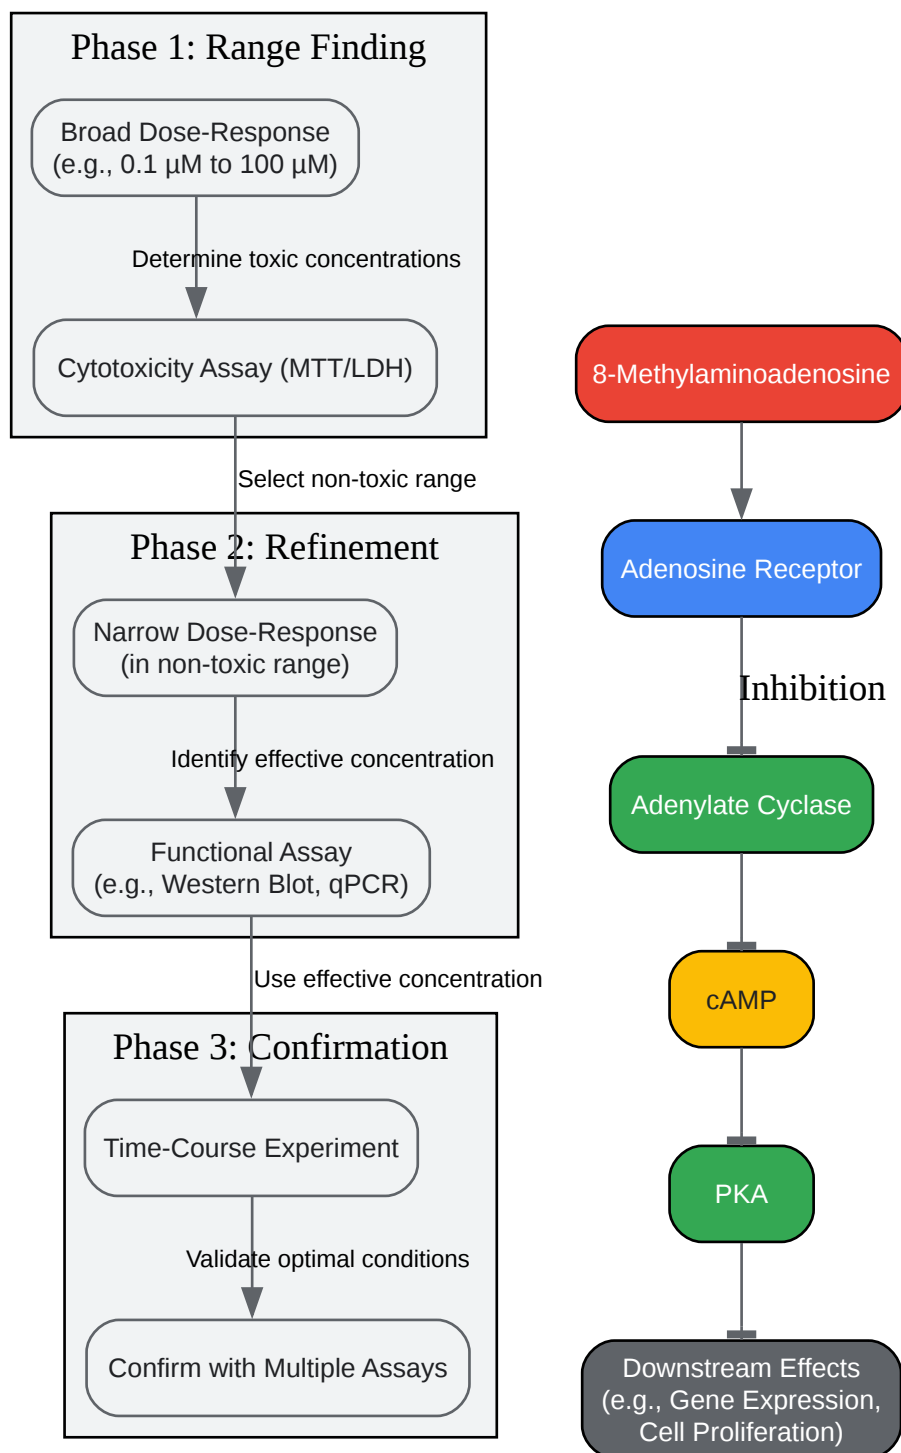 Phase 1: Range Finding
Broad Dose-Response
(e.g., 0.1 µM to 100 µM)
Determine toxic concentrations
Cytotoxicity Assay (MTT/LDH)
Select non-toxic range
Phase 2: Refinement
Narrow Dose-Response
(in non-toxic range)
Identify effective concentration
Functional Assay
(e.g., Western Blot, qPCR)
Use effective concentration
Phase 3: Confirmation
Time-Course Experiment
Validate optimal conditions
Confirm with Multiple Assays
8-Methylaminoadenosine
Adenosine Receptor
Inhibition
Adenylate Cyclase
cAMP
PKA
Downstream Effects
(e.g., Gene Expression,
Cell Proliferation)